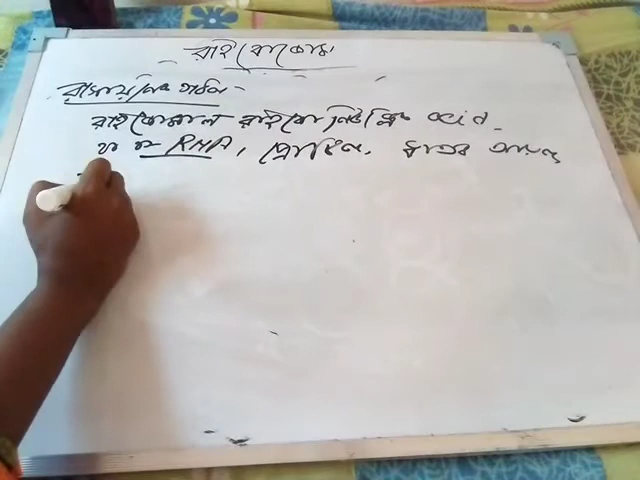 রাইবোসোম
রাসায়নিক গঠন -
রাইবোসোমাল রাইবো নিউক্লিক acid.
বা RNA, প্রোটিন, ধাতব আয়ন